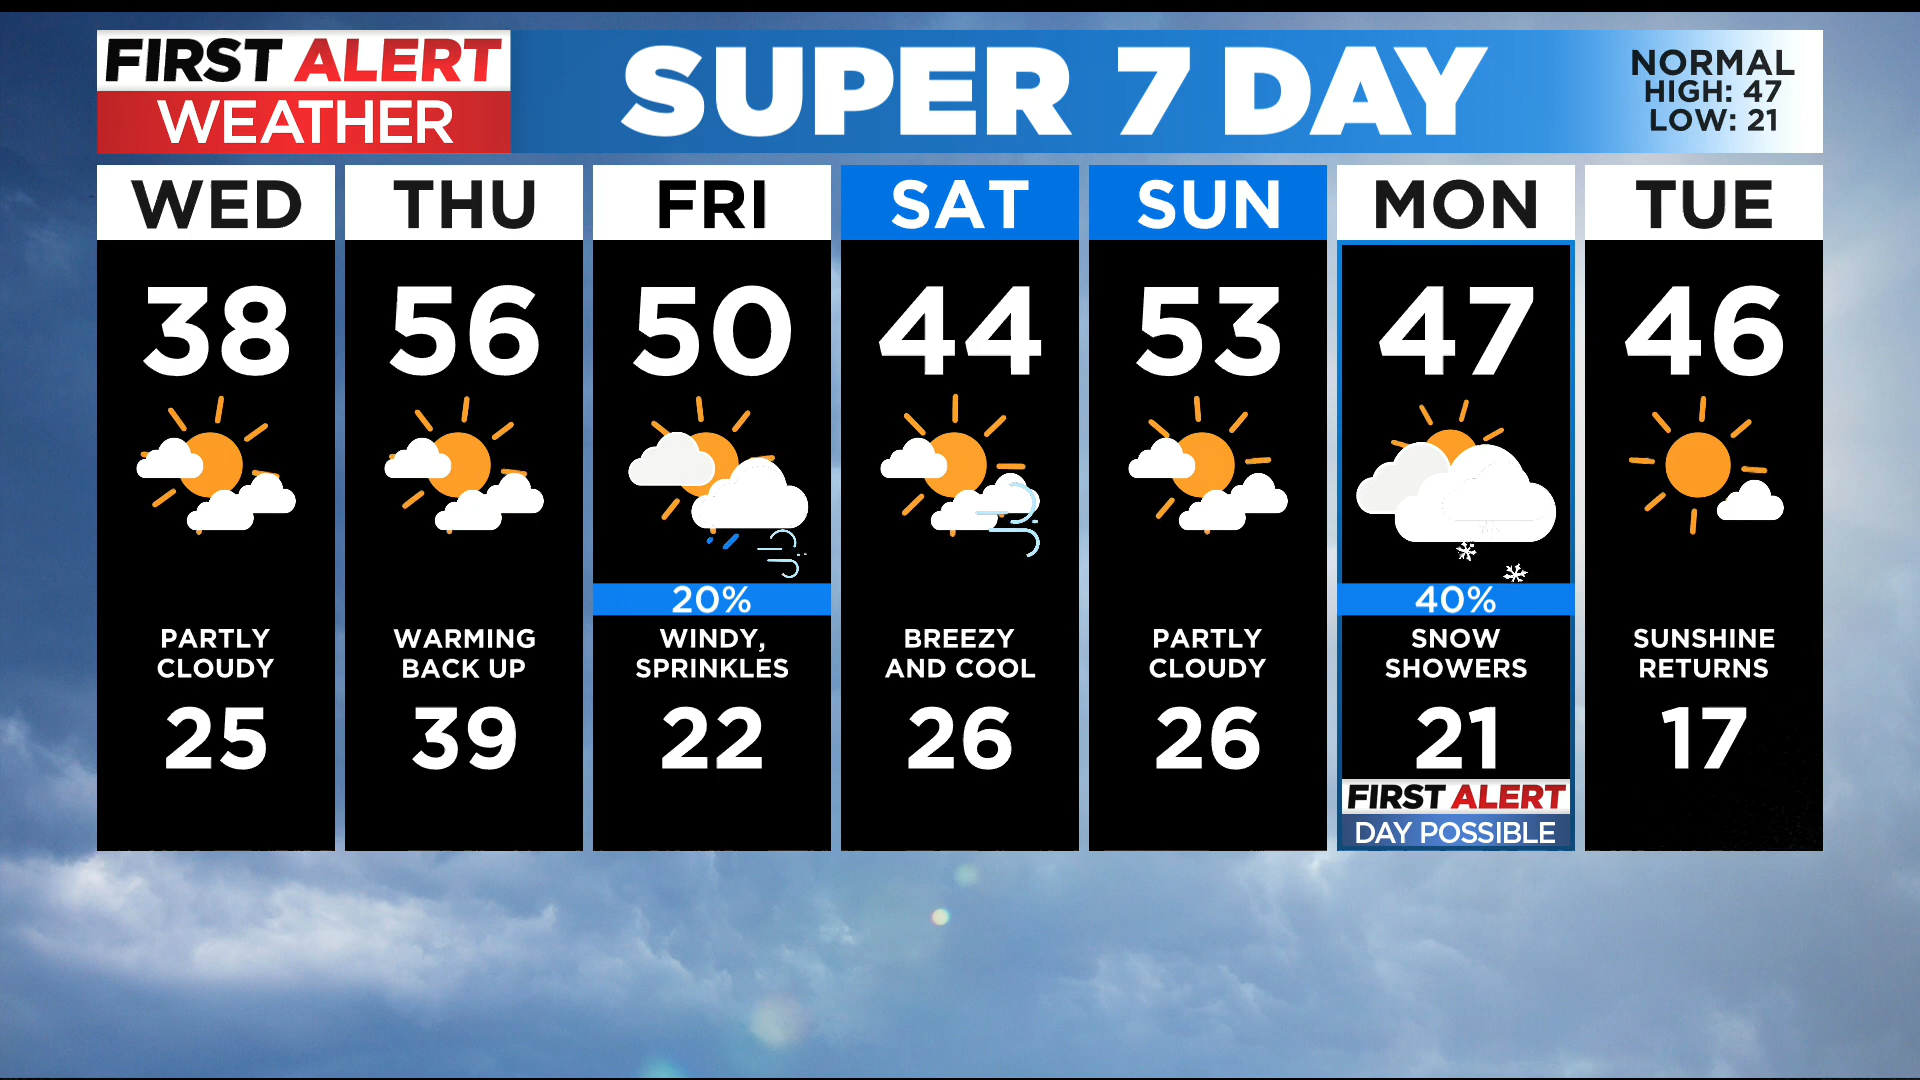 FIRST ALERT
WEATHER
SUPER 7 DAY
NORMAL
HIGH: 47
LOW: 21
WED
38
PARTLY
CLOUDY
25
THU
56
WARMING
BACK UP
39
FRI
50
20%
WINDY,
SPRINKLES
22
SAT
44
BREEZY
AND COOL
26
SUN
53
PARTLY
CLOUDY
26
MON
47
40%
SNOW
SHOWERS
21
FIRST ALERT
DAY POSSIBLE
TUE
46
SUNSHINE
RETURNS
17